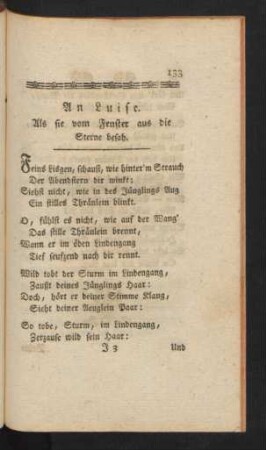 133
An Luise.
Als sie vom Fenster aus die
Sterne besah.
Feins Lisgen, schaust, wie hinter'm Strauch
Der Abendstern dir winkt:
Siehst nicht, wie in des Jünglings Aug
Ein stilles Thränlein blinkt.
O, fühlst es nicht, wie auf der Wang'
Das stille Thränlein brennt,
Wann er im öden Lindengang
Tief seufzend nach dir rennt.
Wild tobt der Sturm im Lindengang,
Zaußt deines Jünglings Haar:
Doch, hört er deiner Stimme Klang,
Sieht deiner Aeuglein Paar:
So tobe, Sturm, im Lindengang,
Zerzause wild sein Haar:
J 3 Und